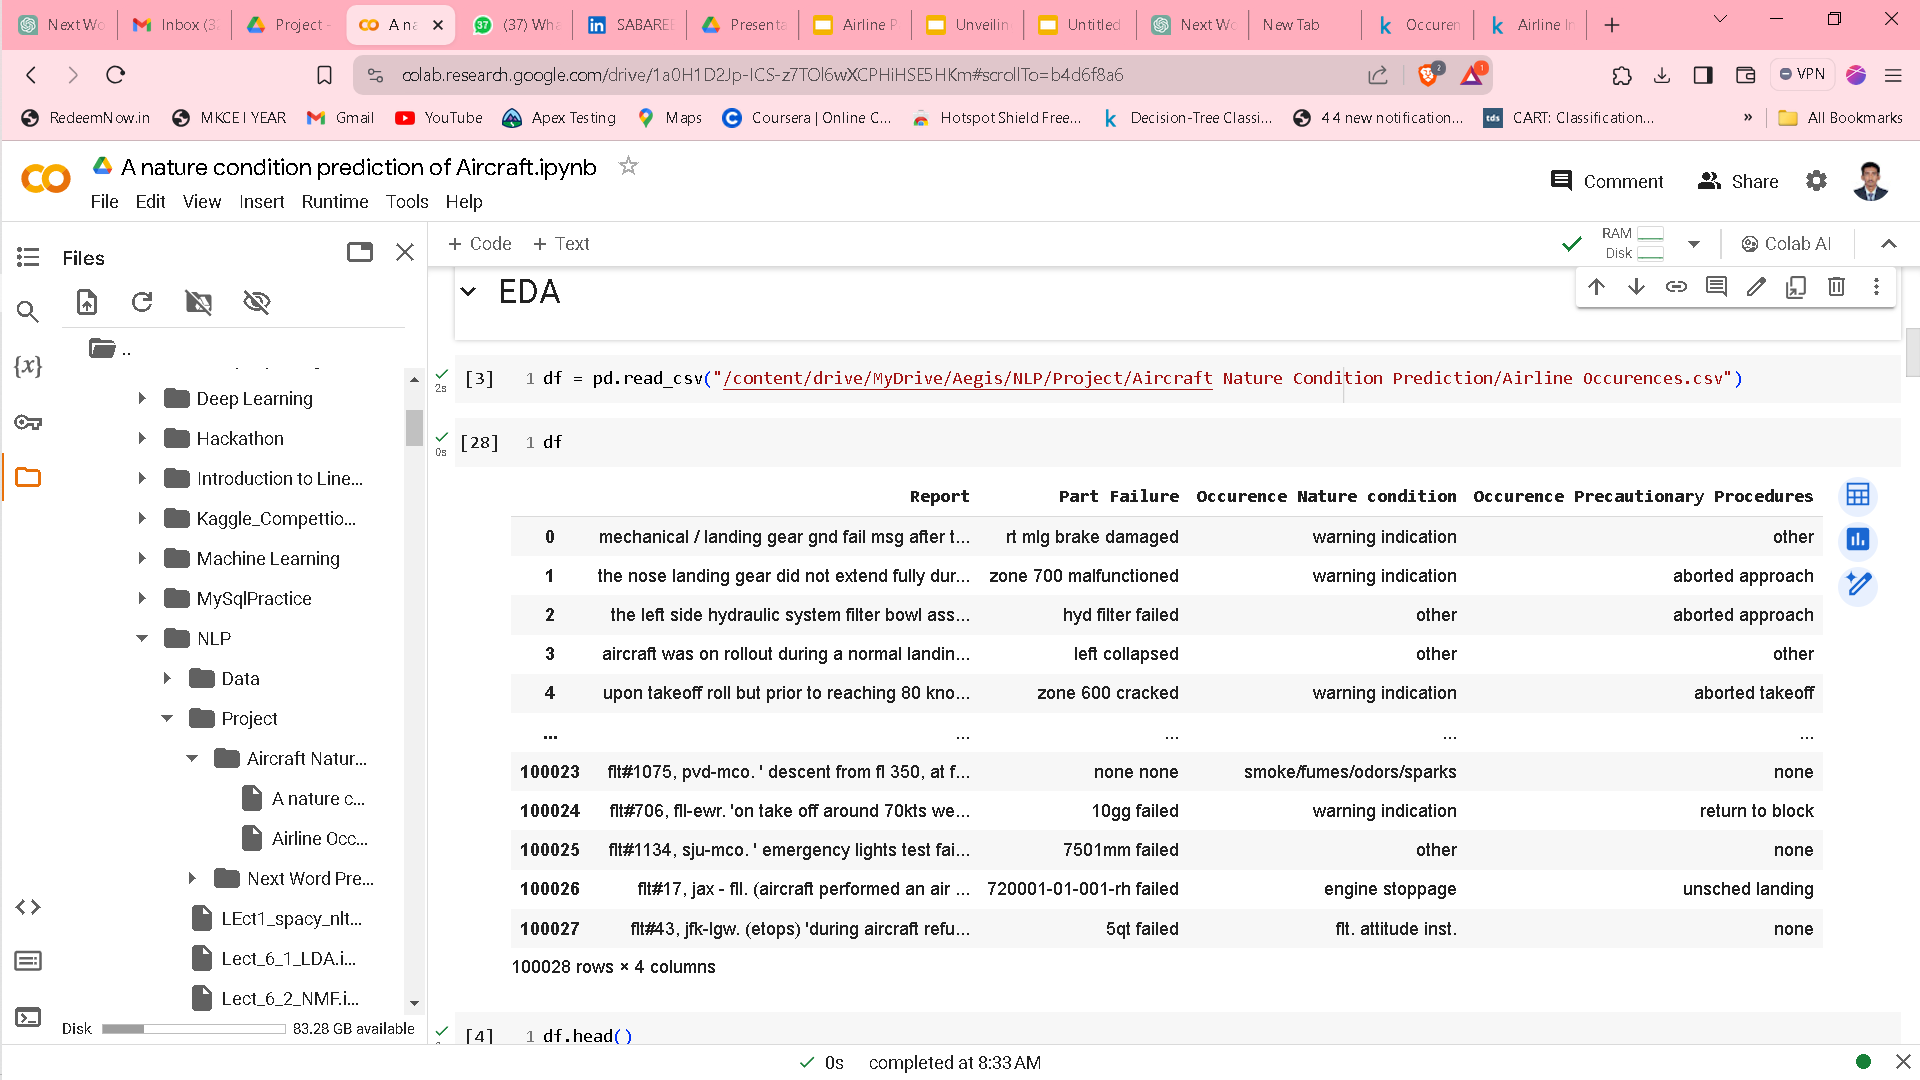 Next Wo
Inbox (3
Project -
A na
(37) Wha
SABAREE
Presenta
Airline P
Unveilin
Untitled
Next Wo
New Tab
Occuren
Airline In
colab.research.google.com/drive/1a0H1D2Jp-ICS-z7TOl6wXCPHiHSE5HKm#scrollTo=b4d6f8a6
2
1
VPN
RedeemNow.in
MKCE I YEAR
Gmail
YouTube
Apex Testing
Maps
Coursera | Online C...
Hotspot Shield Free...
Decision-Tree Classi...
4 4 new notification...
tds
CART: Classification...
»
All Bookmarks
A nature condition prediction of Aircraft.ipynb
File Edit View Insert Runtime Tools Help
Comment
Share
Files
+ Code + Text
RAM
Disk
Colab AI
{x}
..
Deep Learning
Hackathon
Introduction to Line...
Kaggle_Compettio...
Machine Learning
MySqlPractice
NLP
Data
Project
Aircraft Natur...
A nature c...
Airline Occ...
Next Word Pre...
LEct1_spacy_nlt...
Lect_6_1_LDA.i...
Lect_6_2_NMF.i...
Disk 83.28 GB available
EDA
2s [3] 1 df = pd.read_csv("/content/drive/MyDrive/Aegis/NLP/Project/Aircraft Nature Condition Prediction/Airline Occurences.csv")
0s [28] 1 df
Report Part Failure Occurence Nature condition Occurence Precautionary Procedures
0 mechanical / landing gear gnd fail msg after t... rt mlg brake damaged warning indication other
1 the nose landing gear did not extend fully dur... zone 700 malfunctioned warning indication aborted approach
2 the left side hydraulic system filter bowl ass... hyd filter failed other aborted approach
3 aircraft was on rollout during a normal landin... left collapsed other other
4 upon takeoff roll but prior to reaching 80 kno... zone 600 cracked warning indication aborted takeoff
... ... ... ... ...
100023 flt#1075, pvd-mco. ' descent from fl 350, at f... none none smoke/fumes/odors/sparks none
100024 flt#706, fll-ewr. 'on take off around 70kts we... 10gg failed warning indication return to block
100025 flt#1134, sju-mco. ' emergency lights test fai... 7501mm failed other none
100026 flt#17, jax - fll. (aircraft performed an air ... 720001-01-001-rh failed engine stoppage unsched landing
100027 flt#43, jfk-lgw. (etops) 'during aircraft refu... 5qt failed flt. attitude inst. none
100028 rows × 4 columns
[4] 1 df.head()
0s completed at 8:33 AM